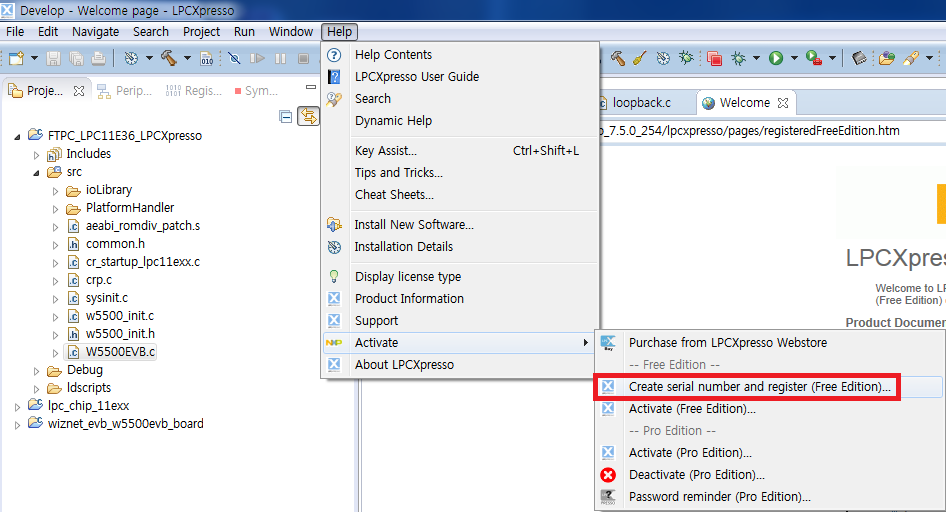 Develop - Welcome page - LPCXpresso
File Edit Navigate Search Project Run Window Help
Proje...
Perip...
Regis...
Sym...
FTPC_LPC11E36_LPCXpresso
Includes
src
ioLibrary
PlatformHandler
aeabi_romdiv_patch.s
common.h
cr_startup_lpc11exx.c
crp.c
sysinit.c
w5500_init.c
w5500_init.h
W5500EVB.c
Debug
ldscripts
lpc_chip_11exx
wiznet_evb_w5500evb_board
Help Contents
LPCXpresso User Guide
Search
Dynamic Help
Key Assist... Ctrl+Shift+L
Tips and Tricks...
Cheat Sheets...
Install New Software...
Installation Details
Display license type
Product Information
Support
Activate
About LPCXpresso
loopback.c
Welcome
o_7.5.0_254/lpcxpresso/pages/registeredFreeEdition.htm
LPCXpres
Welcome to LP
(Free Edition)
Product Documen
Purchase from LPCXpresso Webstore
-- Free Edition --
Create serial number and register (Free Edition)...
Activate (Free Edition)...
-- Pro Edition --
Activate (Pro Edition)...
Deactivate (Pro Edition)...
Password reminder (Pro Edition)...